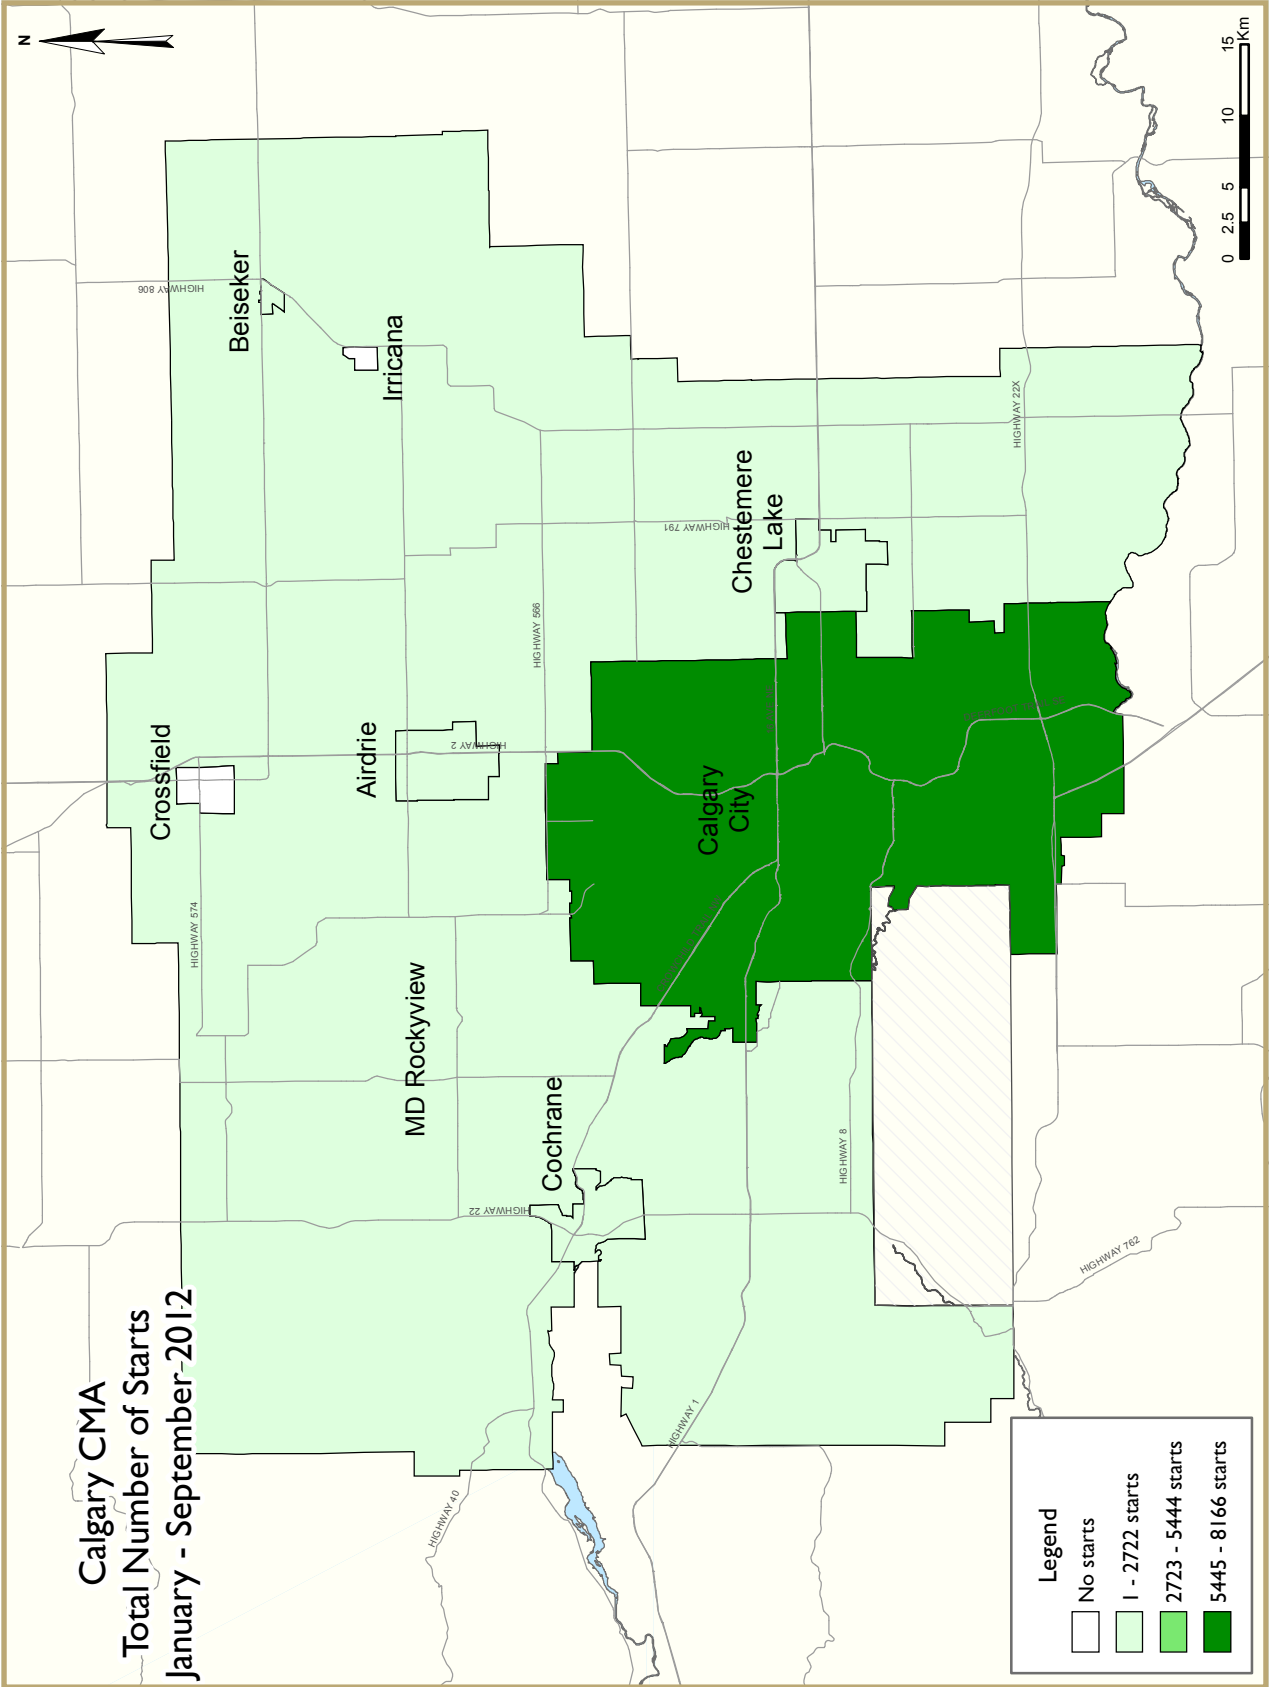 Calgary CMA
Total Number of Starts
January - September 2012
N
Crossfield
Beiseker
Irricana
Airdrie
MD Rockyview
Cochrane
Calgary
City
Chestemere
Lake
HIGHWAY 574
HIGHWAY 806
HIGHWAY 2
HIGHWAY 566
HIGHWAY 791
HIGHWAY 22
HIGHWAY 40
HIGHWAY 1
HIGHWAY 8
HIGHWAY 22X
HIGHWAY 762
Legend
No starts
1 - 2722 starts
2723 - 5444 starts
5445 - 8166 starts
0 2.5 5 10 15
Km